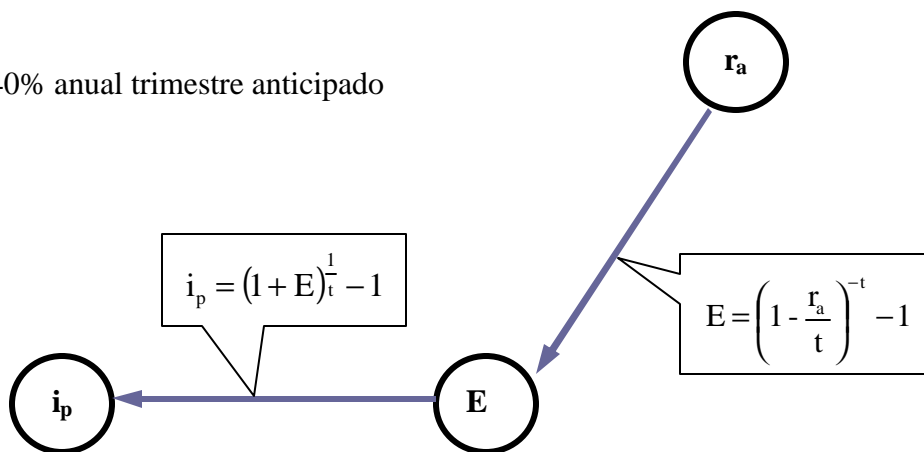 0% anual trimestre anticipado
rₐ
iₚ = (1 + E)^(1/t) − 1
E = (1 - rₐ/t)^(−t) − 1
iₚ
E